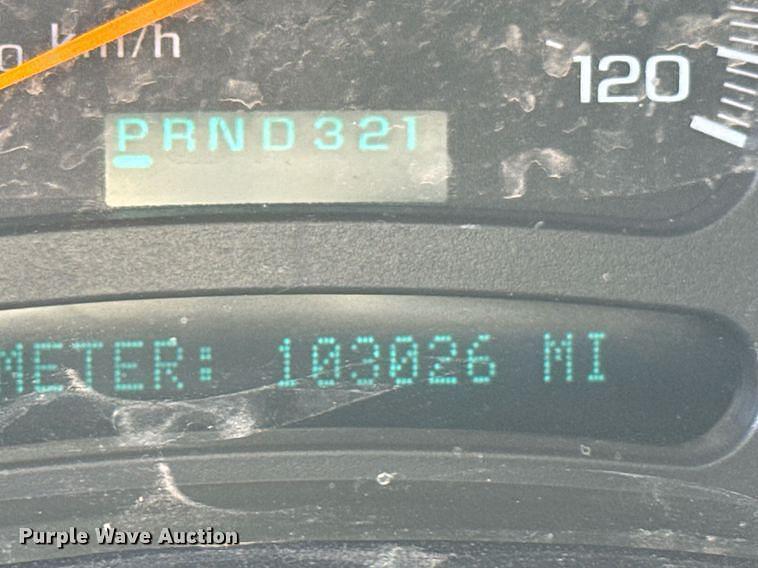 km/h
120
PRND321
METER: 103026 MI
Purple Wave Auction